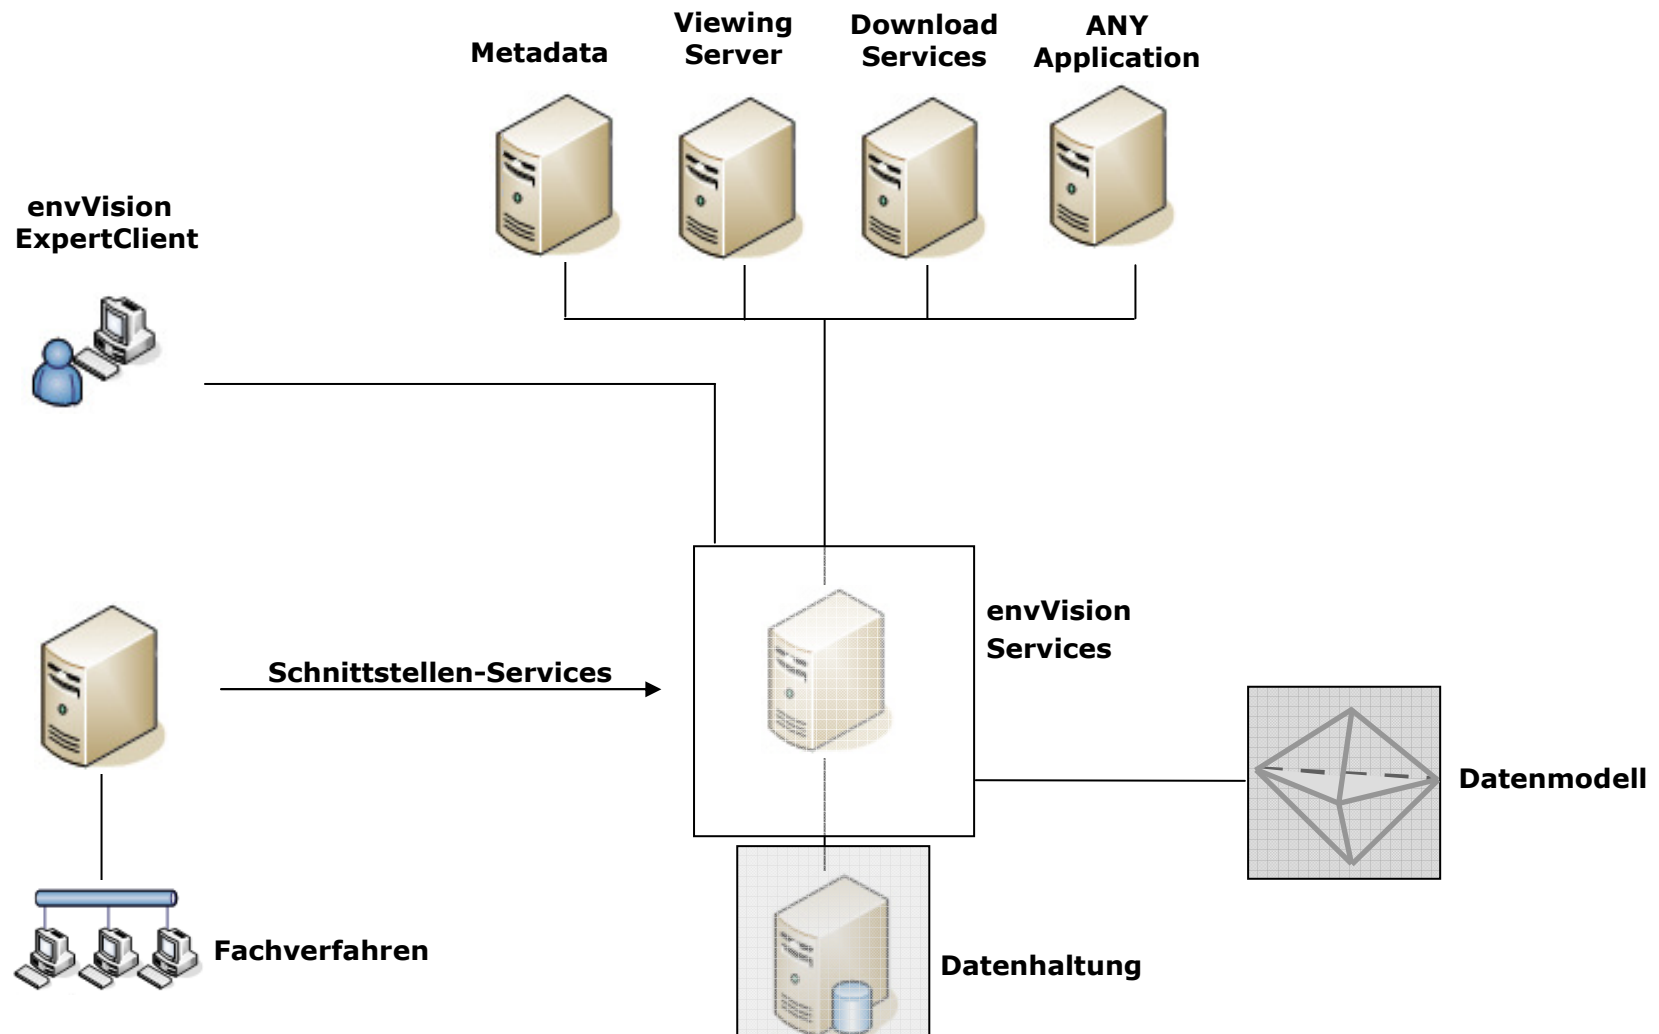 Metadata
Viewing
Server
Download
Services
ANY
Application
envVision
ExpertClient
envVision
Services
Schnittstellen-Services
Datenmodell
Fachverfahren
Datenhaltung